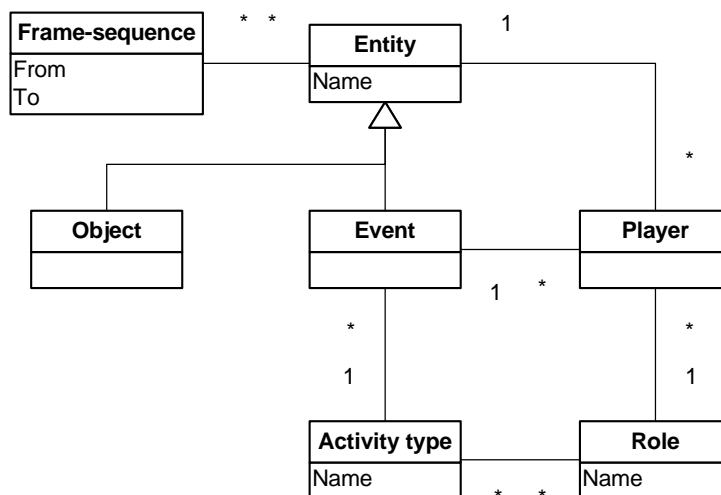 * * 1
Frame-sequence
Entity
From
To
Name
*
Object
Event
Player
1 *
* *
1 1
Activity type
Role
Name
Name
* *